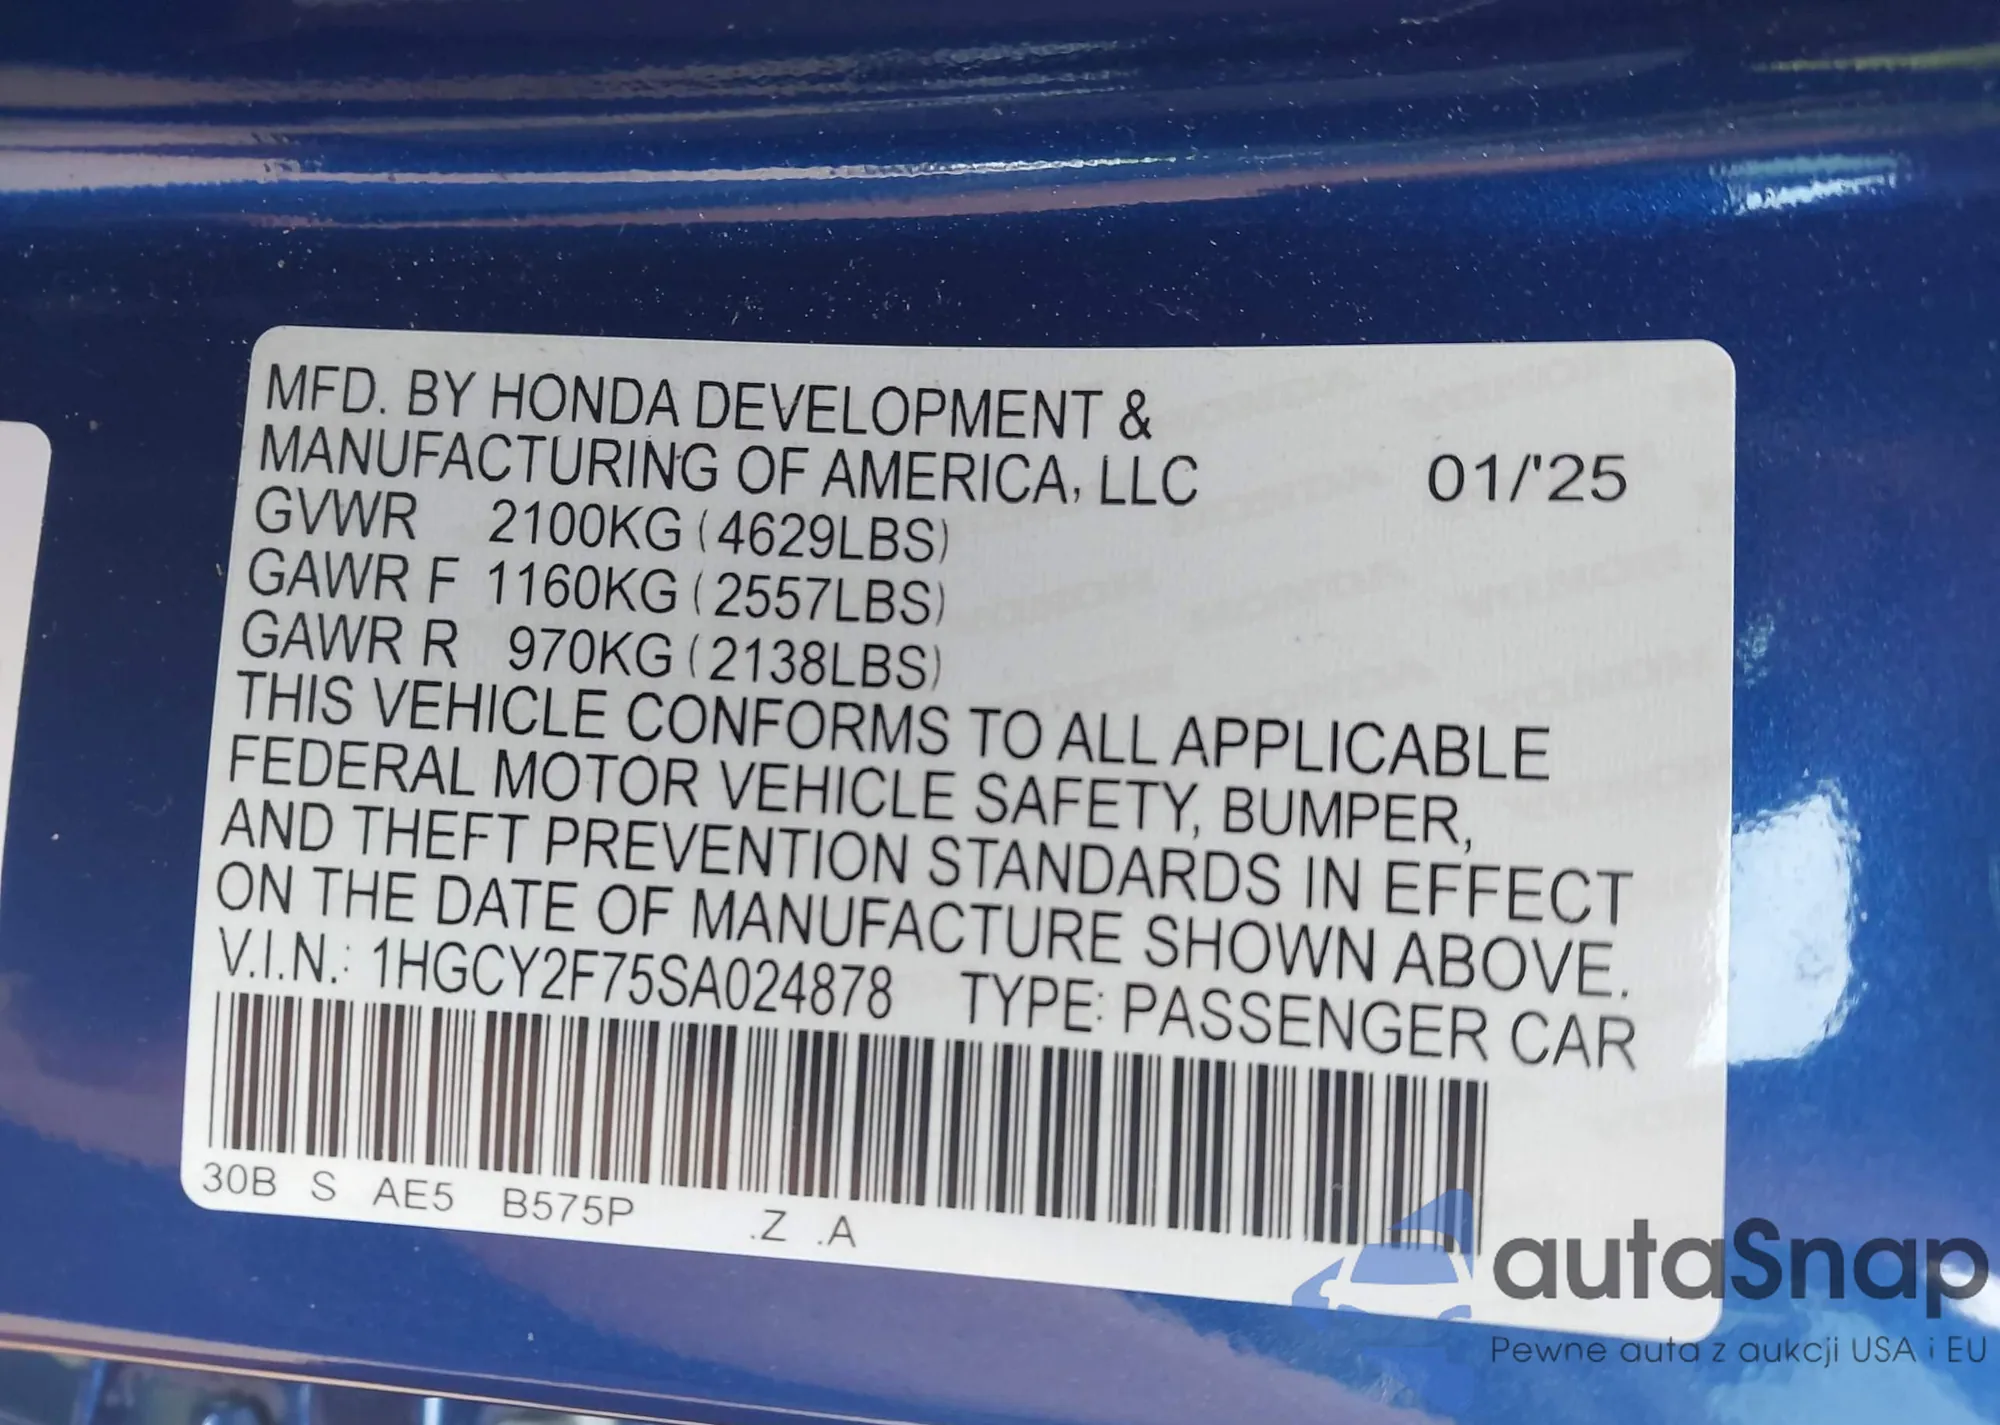 MFD. BY HONDA DEVELOPMENT &
MANUFACTURING OF AMERICA, LLC 01/'25
GVWR 2100KG (4629LBS)
GAWR F 1160KG (2557LBS)
GAWR R 970KG (2138LBS)
THIS VEHICLE CONFORMS TO ALL APPLICABLE
FEDERAL MOTOR VEHICLE SAFETY, BUMPER,
AND THEFT PREVENTION STANDARDS IN EFFECT
ON THE DATE OF MANUFACTURE SHOWN ABOVE.
V.I.N.: 1HGCY2F75SA024878 TYPE: PASSENGER CAR
30B S AE5 B575P .Z .A
autaSnap
Pewne auta z aukcji USA i EU